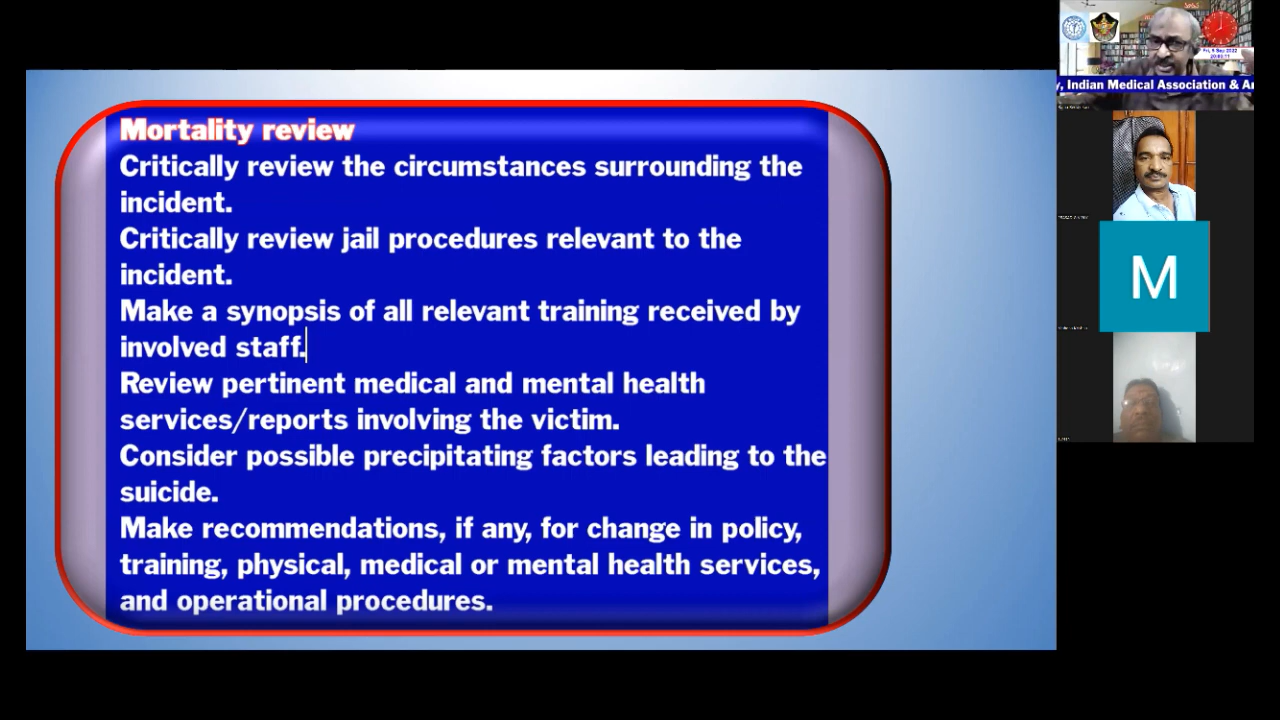 Mortality review
Critically review the circumstances surrounding the
incident.
Critically review jail procedures relevant to the
incident.
Make a synopsis of all relevant training received by
involved staff.
Review pertinent medical and mental health
services/reports involving the victim.
Consider possible precipitating factors leading to the
suicide.
Make recommendations, if any, for change in policy,
training, physical, medical or mental health services,
and operational procedures.
y, Indian Medical Association & A
M